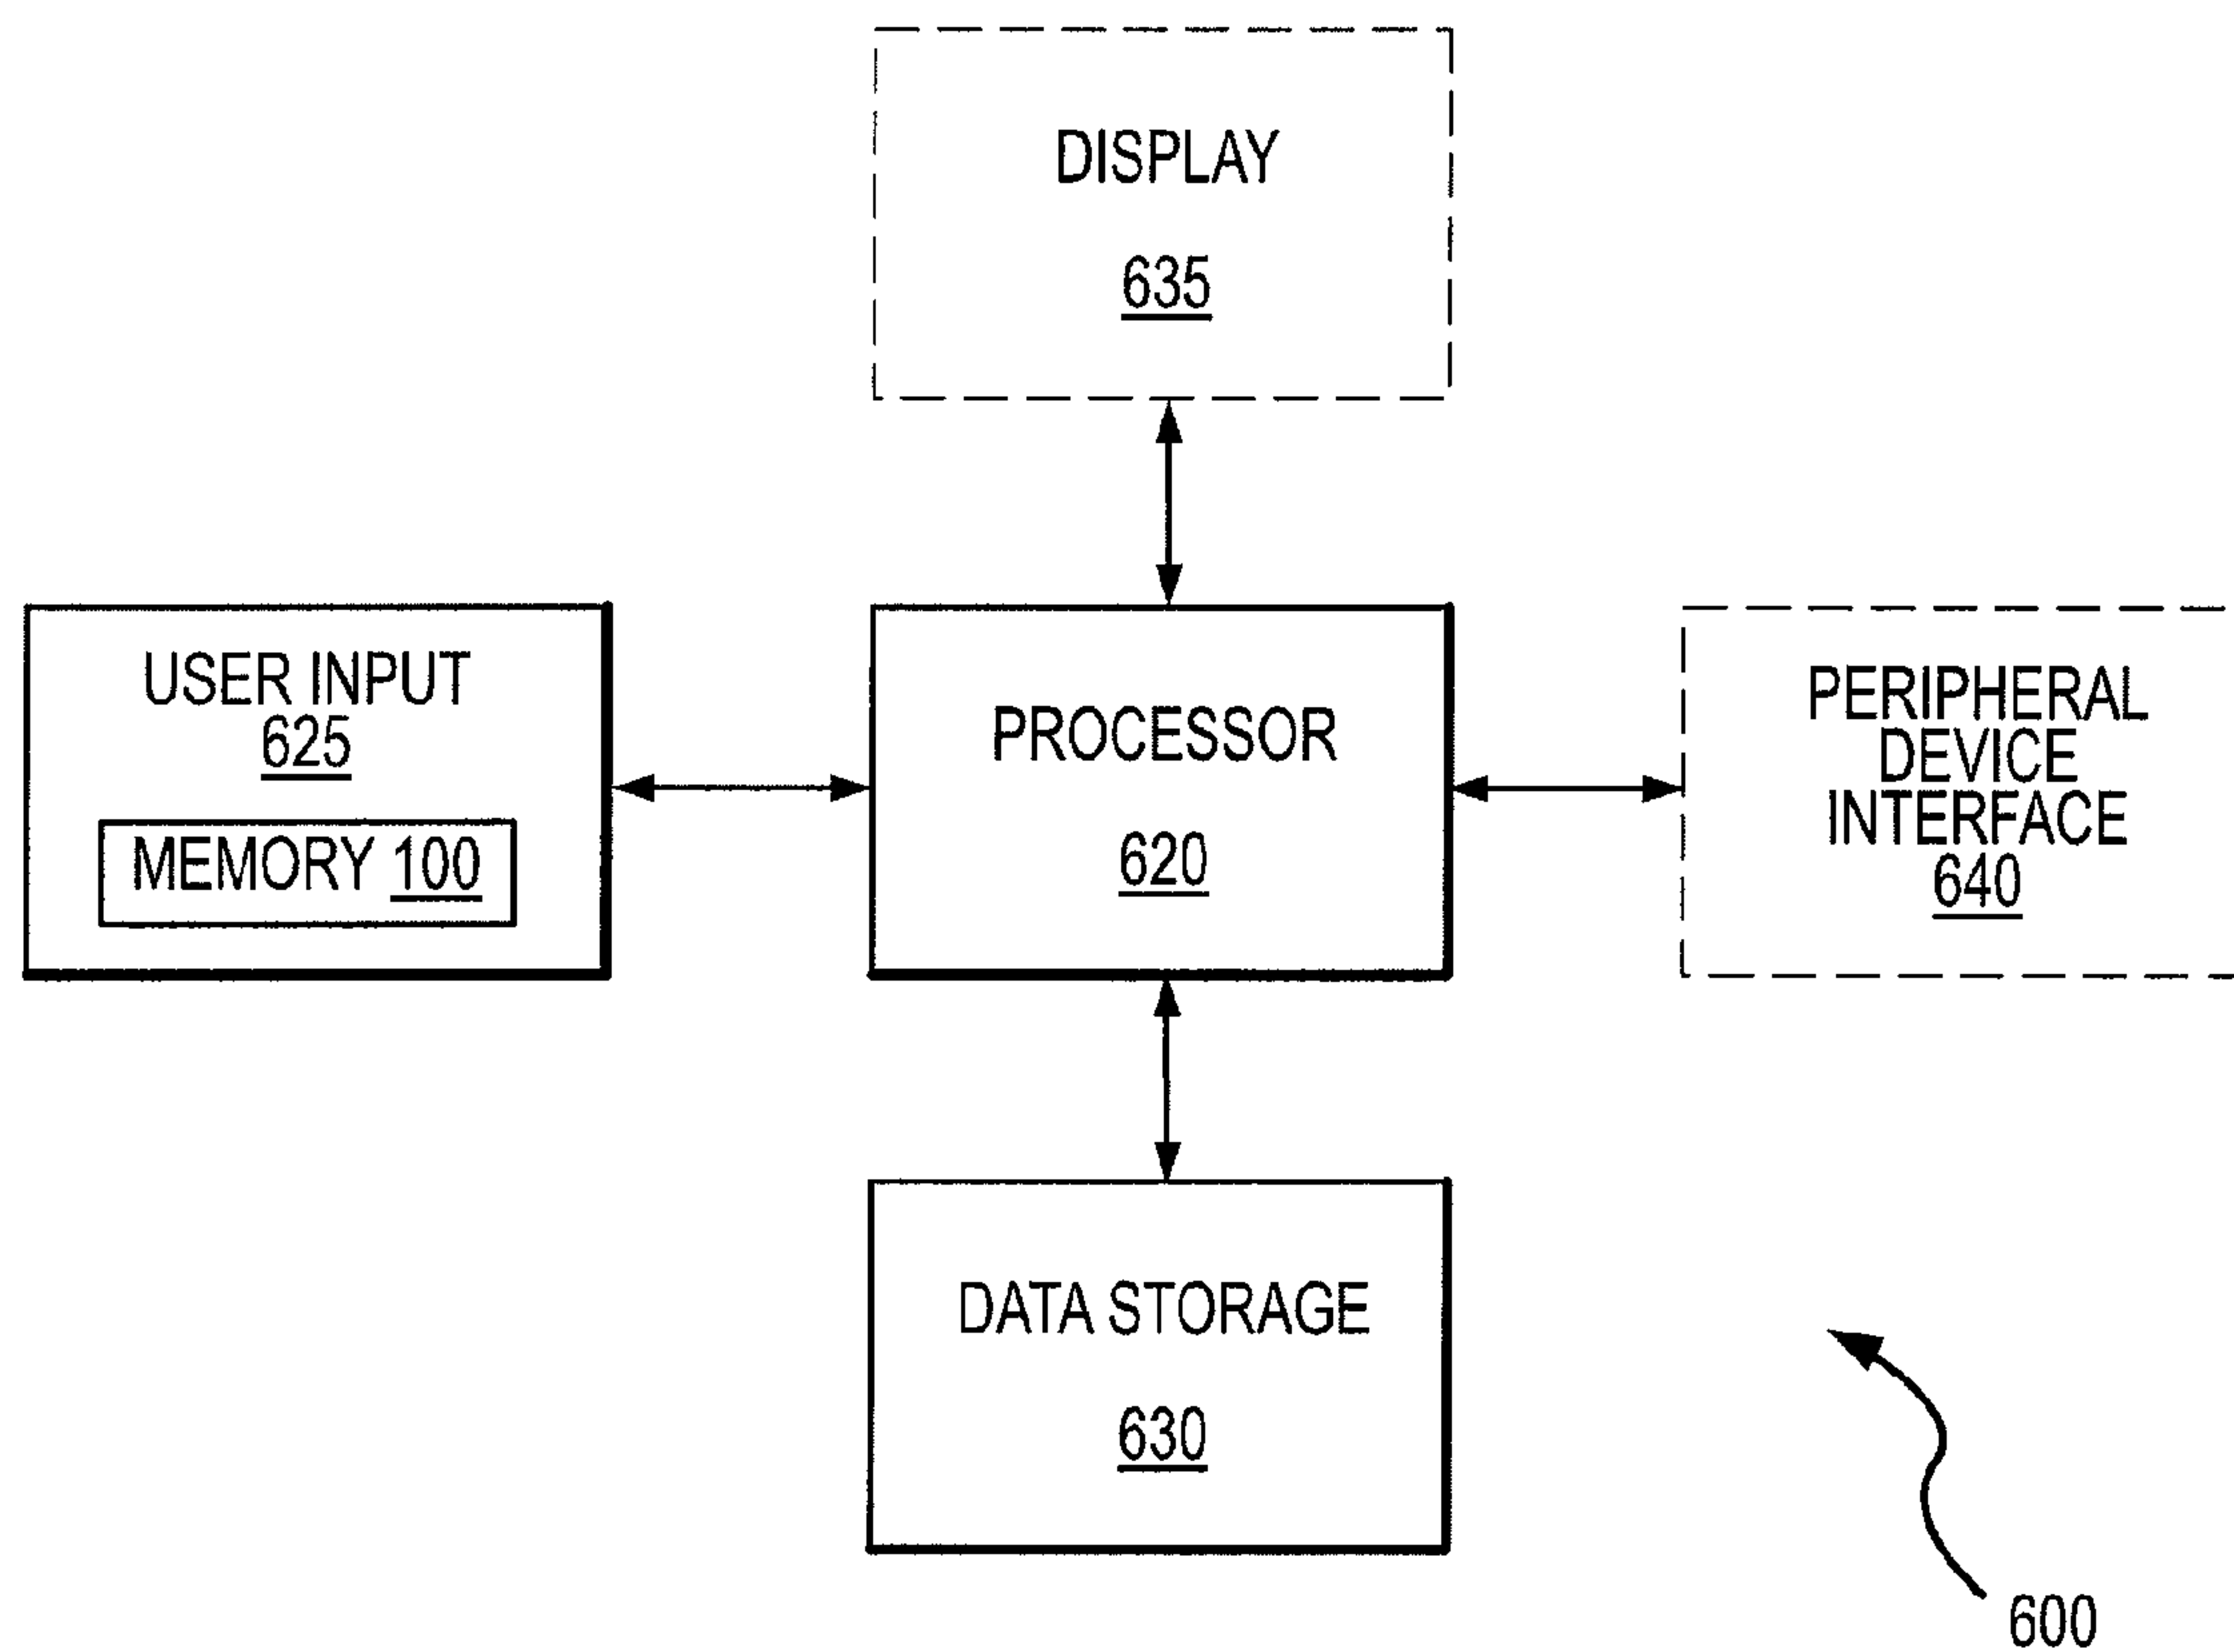 DISPLAY
635
USER INPUT
625
MEMORY 100
PROCESSOR
620
PERIPHERAL
DEVICE
INTERFACE
640
DATA STORAGE
630
600